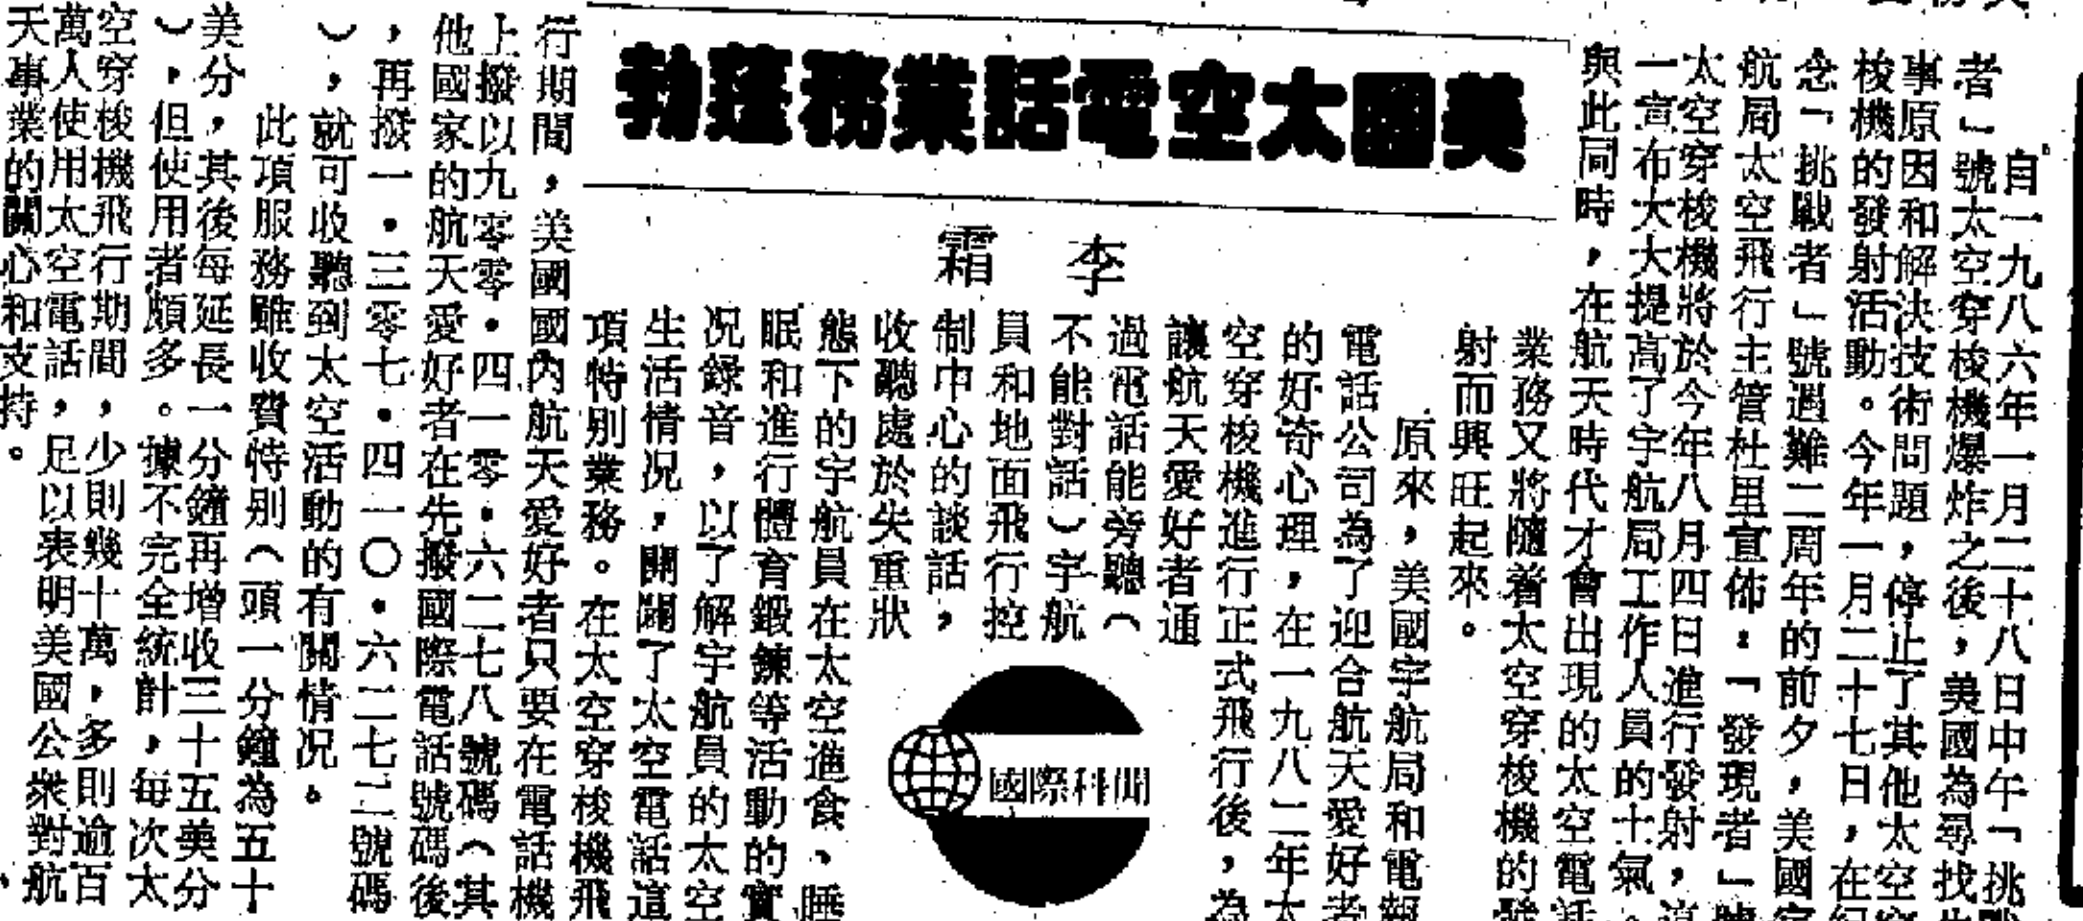 美國太空電話業務蓬勃
李霜
自一九八六年一月二十八日中午「挑戰
者」號太空穿梭機爆炸之後，美國為尋找
事原因和解決技術問題，停止了其他太空穿
梭機的發射活動。今年一月二十七日，在紀
念「挑戰者」號遇難二周年的前夕，美國宇
航局太空飛行主管杜里宣佈：「發現者」號
太空穿梭機將於今年八月四日進行發射，這
一宣布大大提高了宇航局工作人員的士氣。
與此同時，在航天時代才會出現的太空電話
業務又將隨着太空穿梭機的發
射而興旺起來。
原來，美國宇航局和電報
電話公司為了迎合航天愛好者
的好奇心理，在一九八二年太
空穿梭機進行正式飛行後，為
讓航天愛好者通
過電話能旁聽（
不能對話）宇航
員和地面飛行控
制中心的談話，
收聽處於失重狀
態下的宇航員在太空進食、睡
眠和進行體育鍛鍊等活動的實
况錄音，以了解宇航員的太空
生活情况，開闢了太空電話這
項特別業務。在太空穿梭機飛
行期間，美國國內航天愛好者只要在電話機
上撥以九零零·四一零·六二七八號碼（其
他國家的航天愛好者在先撥國際電話號碼後
，再撥一·三零七·四一〇·六二七二號碼
），就可收聽到太空活動的有關情况。
此項服務雖收費特別（頭一分鐘為五十
美分，其後每延長一分鐘再增收三十五美分
），但使用者頗多。據不完全統計，每次太
空穿梭機飛行期間，少則幾十萬，多則逾百
萬人使用太空電話，足以表明美國公衆對航
天事業的關心和支持。
國際科聞